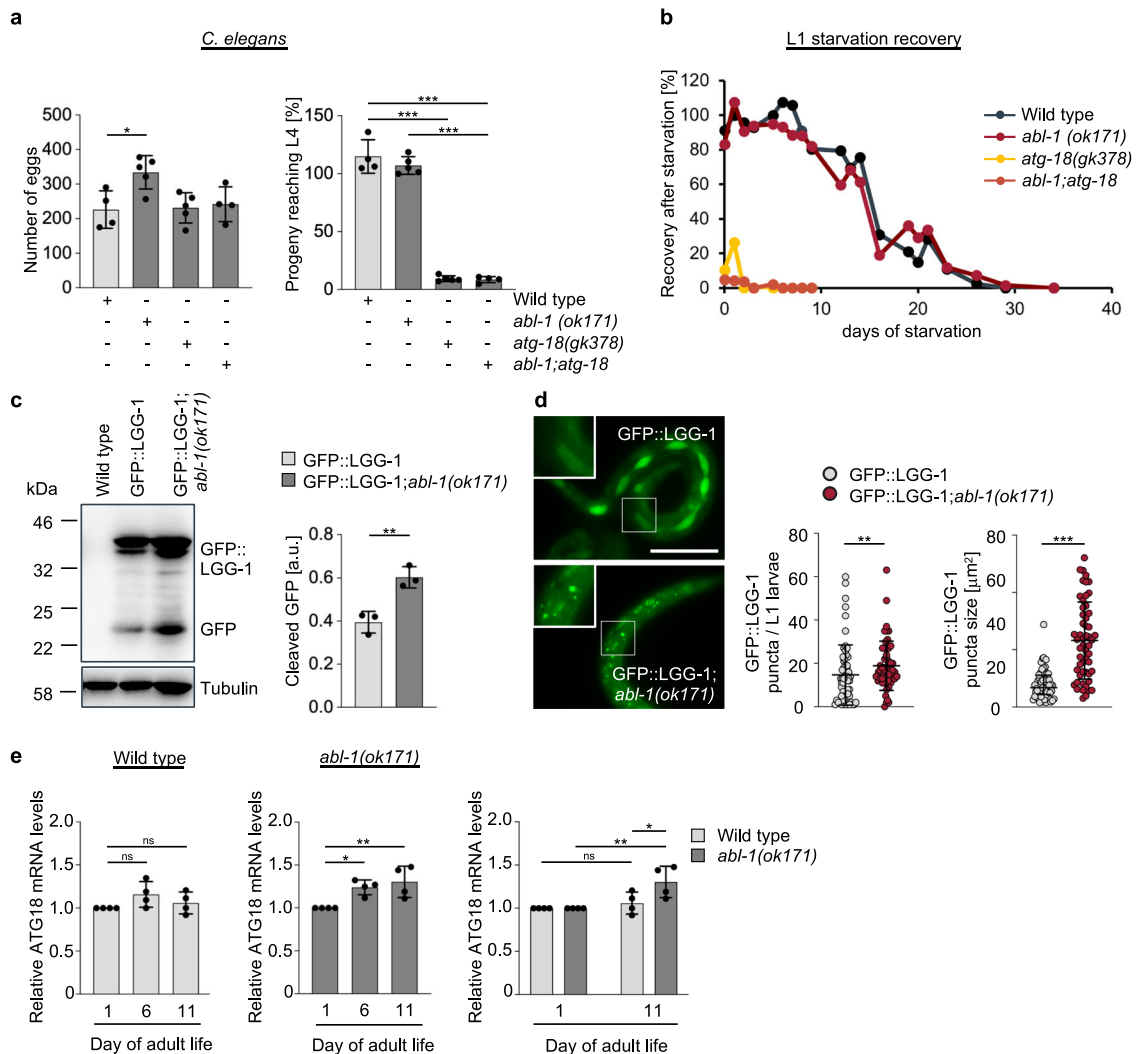 a
C. elegans
Number of eggs
500
400
300
200
100
0
*
+ - - -
- + - -
- - + -
- - - +
Progeny reaching L4 [%]
150
100
50
0
***
***
***
+ - - - Wild type
- + - - abl-1 (ok171)
- - + - atg-18(gk378)
- - - + abl-1;atg-18
b
L1 starvation recovery
Recovery after starvation [%]
120
100
80
60
40
20
0
0 10 20 30 40
days of starvation
Wild type
abl-1 (ok171)
atg-18(gk378)
abl-1;atg-18
c
Wild type
GFP::LGG-1
GFP::LGG-1;
abl-1(ok171)
kDa
46
32
25
22
58
GFP::
LGG-1
GFP
Tubulin
GFP::LGG-1
GFP::LGG-1;abl-1(ok171)
Cleaved GFP [a.u.]
0.8
0.6
0.4
0.2
0.0
**
d
GFP::LGG-1
GFP::LGG-1;
abl-1(ok171)
GFP::LGG-1
GFP::LGG-1;abl-1(ok171)
GFP::LGG-1
puncta / L1 larvae
80
60
40
20
0
**
GFP::LGG-1
puncta size [µm²]
60
40
20
0
***
e
Wild type
Relative ATG18 mRNA levels
2.0
1.5
1.0
0.5
0
ns
ns
1 6 11
Day of adult life
abl-1(ok171)
Relative ATG18 mRNA levels
2.0
1.5
1.0
0.5
0
**
*
1 6 11
Day of adult life
Relative ATG18 mRNA levels
2.0
1.5
1.0
0.5
0
*
**
ns
1 11
Day of adult life
Wild type
abl-1(ok171)